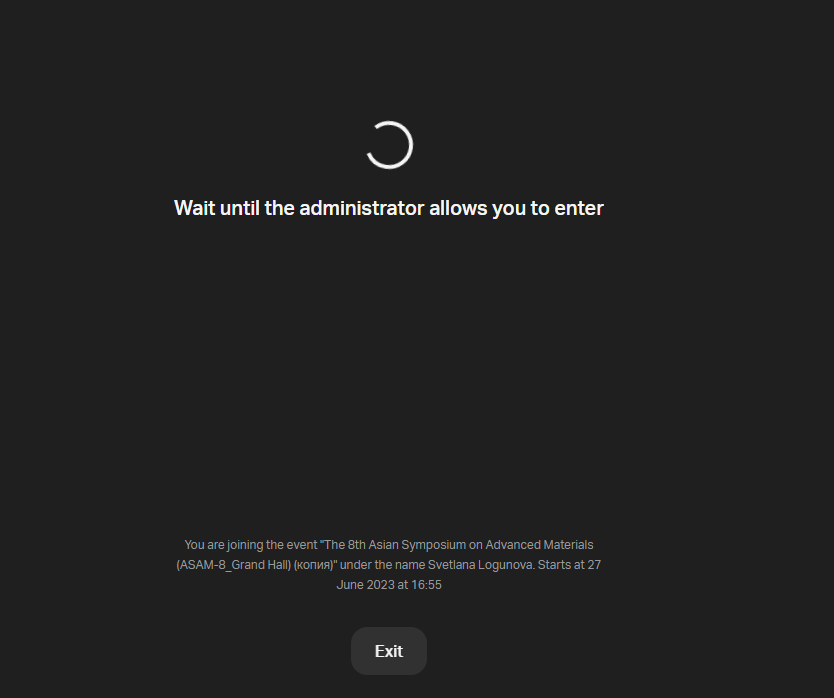 Wait until the administrator allows you to enter
You are joining the event "The 8th Asian Symposium on Advanced Materials
(ASAM-8_Grand Hall) (копия)" under the name Svetlana Logunova. Starts at 27
June 2023 at 16:55
Exit